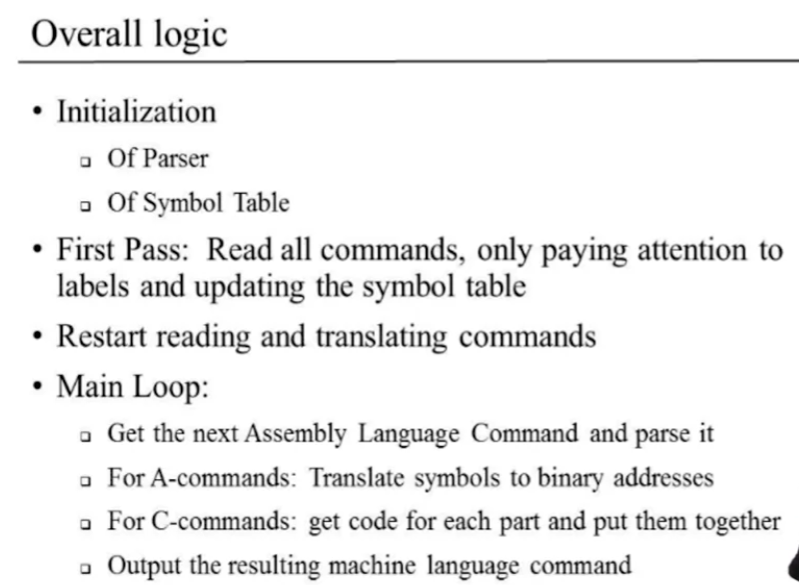 Overall logic
• Initialization
❑ Of Parser
❑ Of Symbol Table
• First Pass: Read all commands, only paying attention to
labels and updating the symbol table
• Restart reading and translating commands
• Main Loop:
❑ Get the next Assembly Language Command and parse it
❑ For A-commands: Translate symbols to binary addresses
❑ For C-commands: get code for each part and put them together
❑ Output the resulting machine language command